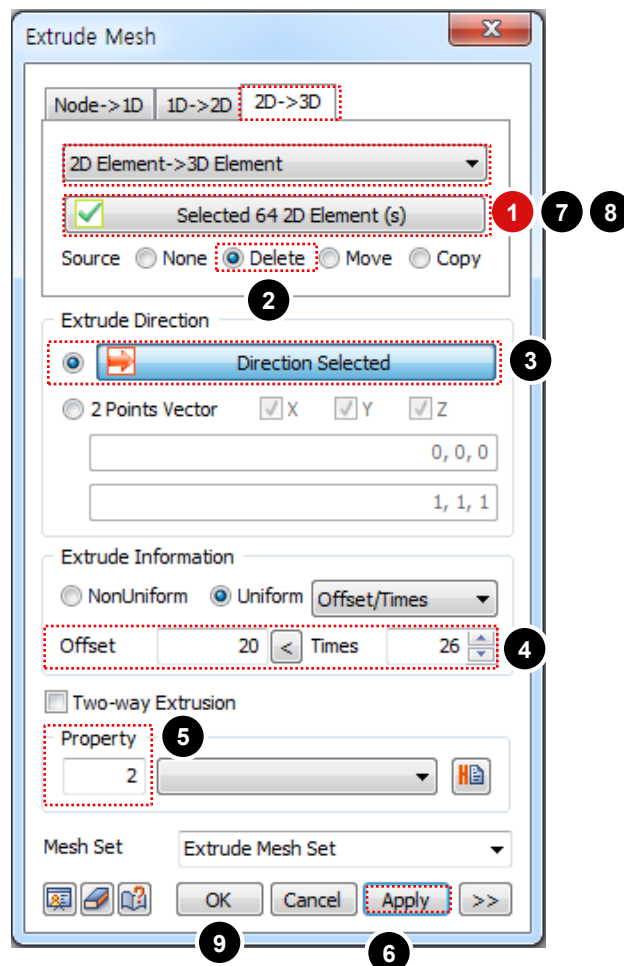 Extrude Mesh
Node->1D 1D->2D 2D->3D
2D Element->3D Element
Selected 64 2D Element (s) 1 7 8
Source None Delete Move Copy
2
Extrude Direction
Direction Selected 3
2 Points Vector X Y Z
0, 0, 0
1, 1, 1
Extrude Information
NonUniform Uniform Offset/Times
Offset 20 < Times 26 4
Two-way Extrusion
Property 5
2 H
Mesh Set Extrude Mesh Set
OK Cancel Apply >>
9 6